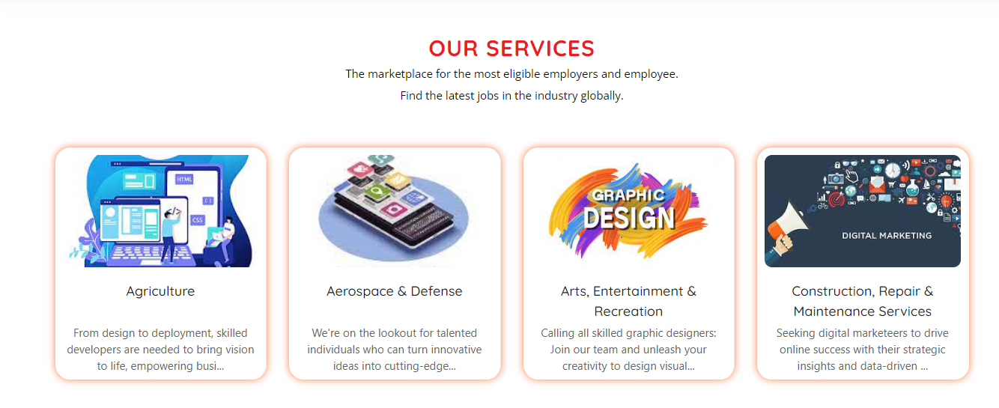 OUR SERVICES
The marketplace for the most eligible employers and employee.
Find the latest jobs in the industry globally.
HTML
CSS
GRAPHIC
DESIGN
DIGITAL MARKETING
Agriculture
Aerospace & Defense
Arts, Entertainment &
Recreation
Construction, Repair &
Maintenance Services
From design to deployment, skilled
developers are needed to bring vision
to life, empowering busi...
We're on the lookout for talented
individuals who can turn innovative
ideas into cutting-edge...
Calling all skilled graphic designers:
Join our team and unleash your
creativity to design visual...
Seeking digital marketeers to drive
online success with their strategic
insights and data-driven ...